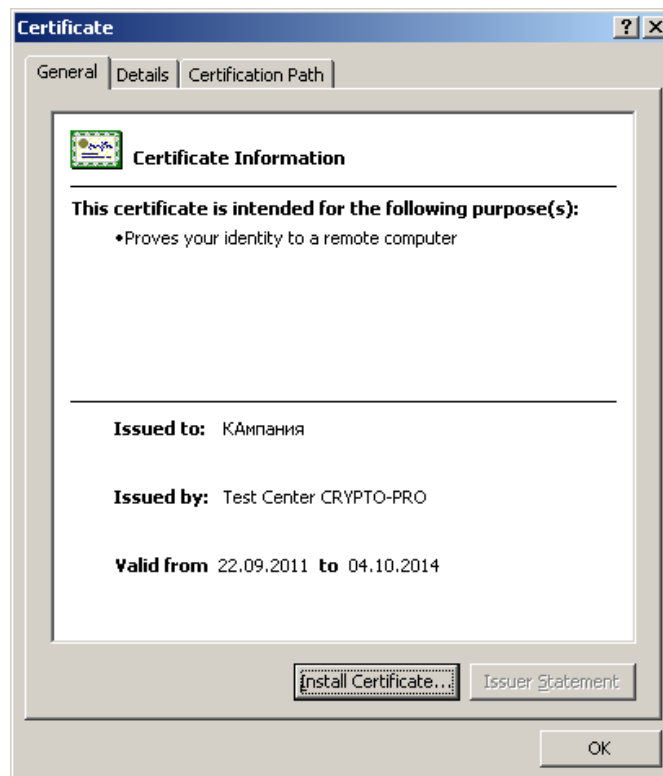 Certificate
General Details Certification Path
Certificate Information
This certificate is intended for the following purpose(s):
•Proves your identity to a remote computer
Issued to: КАмпания
Issued by: Test Center CRYPTO-PRO
Valid from 22.09.2011 to 04.10.2014
Install Certificate... Issuer Statement
OK